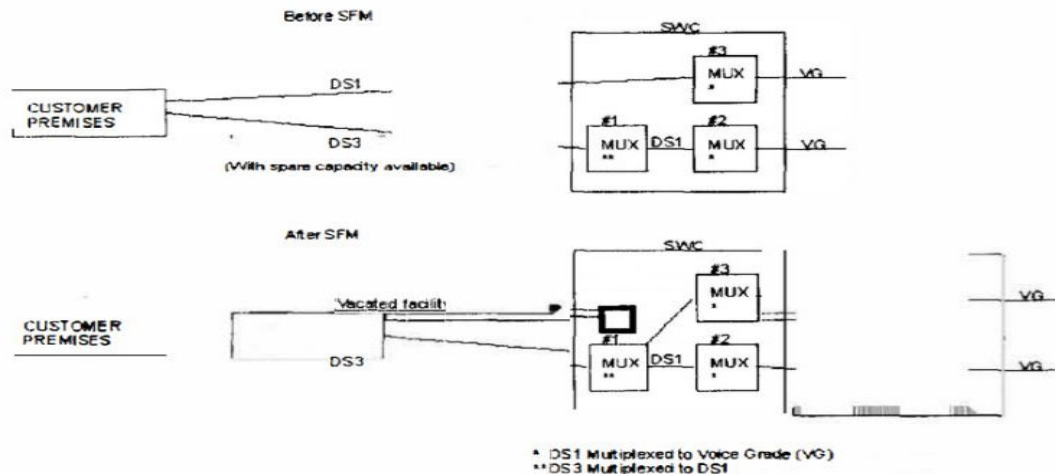 Before SFM
SWC
#3
MUX
*
VG
DS1
CUSTOMER
PREMISES
DS3
(With spare capacity available)
#1
MUX
**
DS1
#2
MUX
*
VG
After SFM
SWC
#3
MUX
*
VG
Vacated facility
CUSTOMER
PREMISES
DS3
#1
MUX
**
DS1
#2
MUX
*
VG
* DS1 Multiplexed to Voice Grade (VG)
**DS3 Multiplexed to DS1